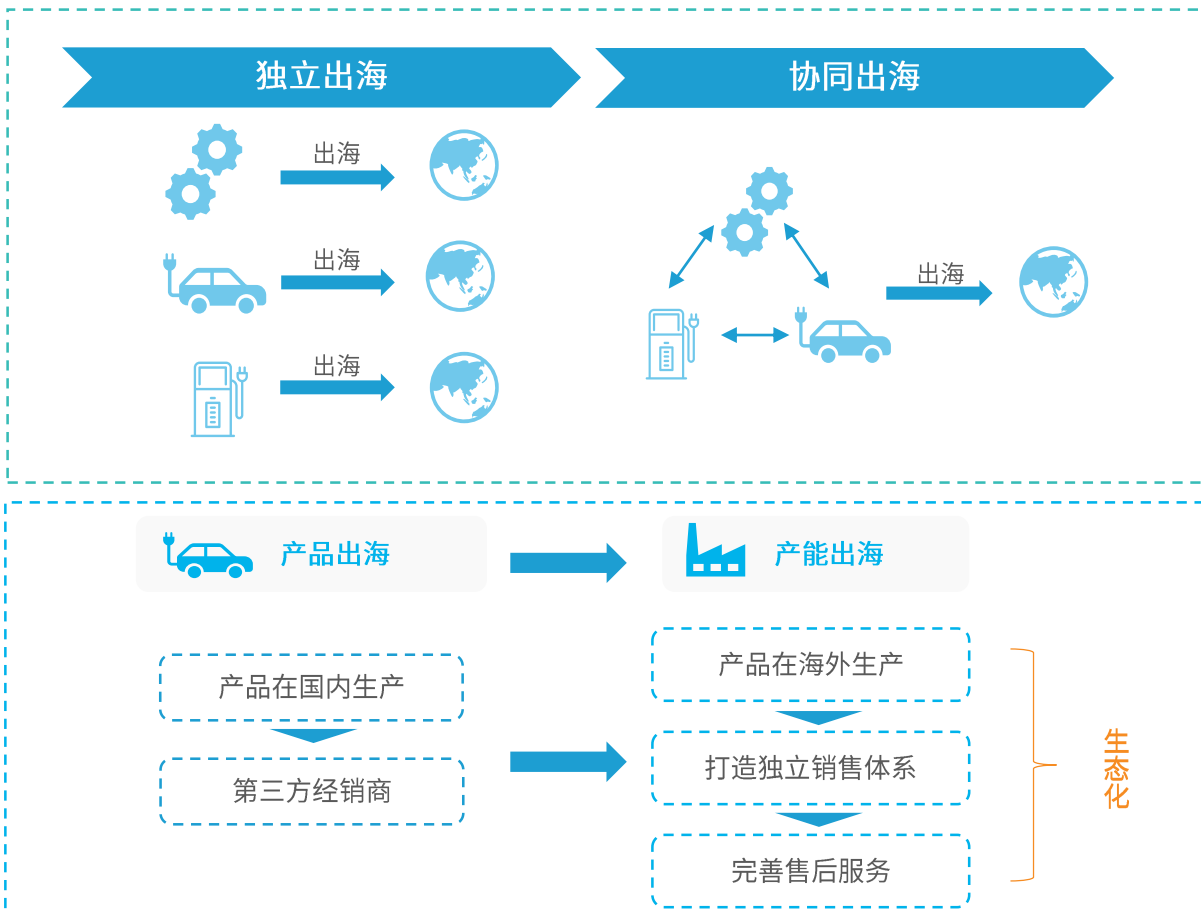 独立出海
协同出海
出海
出海
出海
出海
产品出海
产能出海
产品在国内生产
第三方经销商
产品在海外生产
打造独立销售体系
完善售后服务
生态化